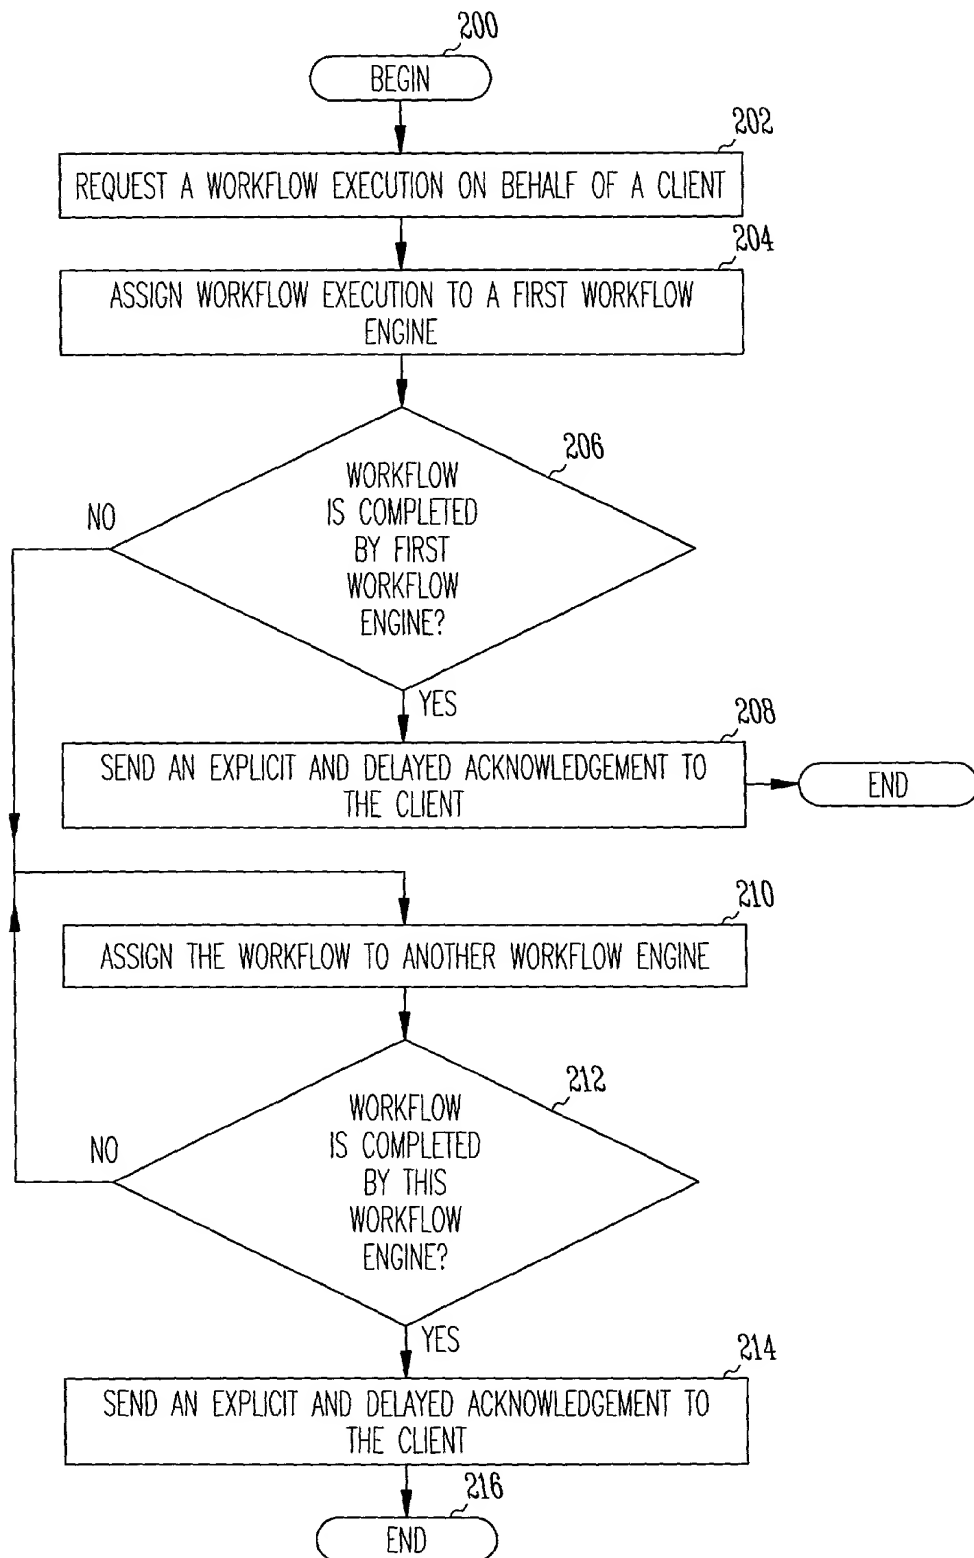 200
BEGIN
202
REQUEST A WORKFLOW EXECUTION ON BEHALF OF A CLIENT
204
ASSIGN WORKFLOW EXECUTION TO A FIRST WORKFLOW
ENGINE
206
WORKFLOW
IS COMPLETED
BY FIRST
WORKFLOW
ENGINE?
NO
YES
208
SEND AN EXPLICIT AND DELAYED ACKNOWLEDGEMENT TO
THE CLIENT
END
210
ASSIGN THE WORKFLOW TO ANOTHER WORKFLOW ENGINE
212
WORKFLOW
IS COMPLETED
BY THIS
WORKFLOW
ENGINE?
NO
YES
214
SEND AN EXPLICIT AND DELAYED ACKNOWLEDGEMENT TO
THE CLIENT
216
END